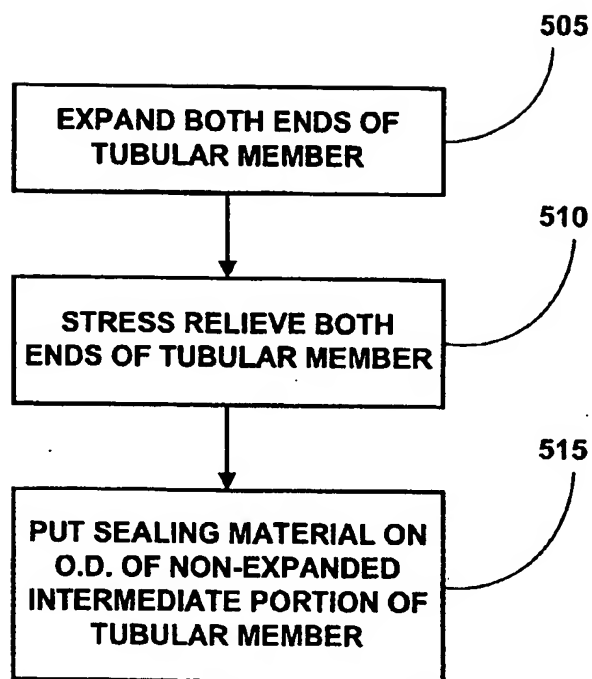 505
EXPAND BOTH ENDS OF
TUBULAR MEMBER
510
STRESS RELIEVE BOTH
ENDS OF TUBULAR MEMBER
515
PUT SEALING MATERIAL ON
O.D. OF NON-EXPANDED
INTERMEDIATE PORTION OF
TUBULAR MEMBER